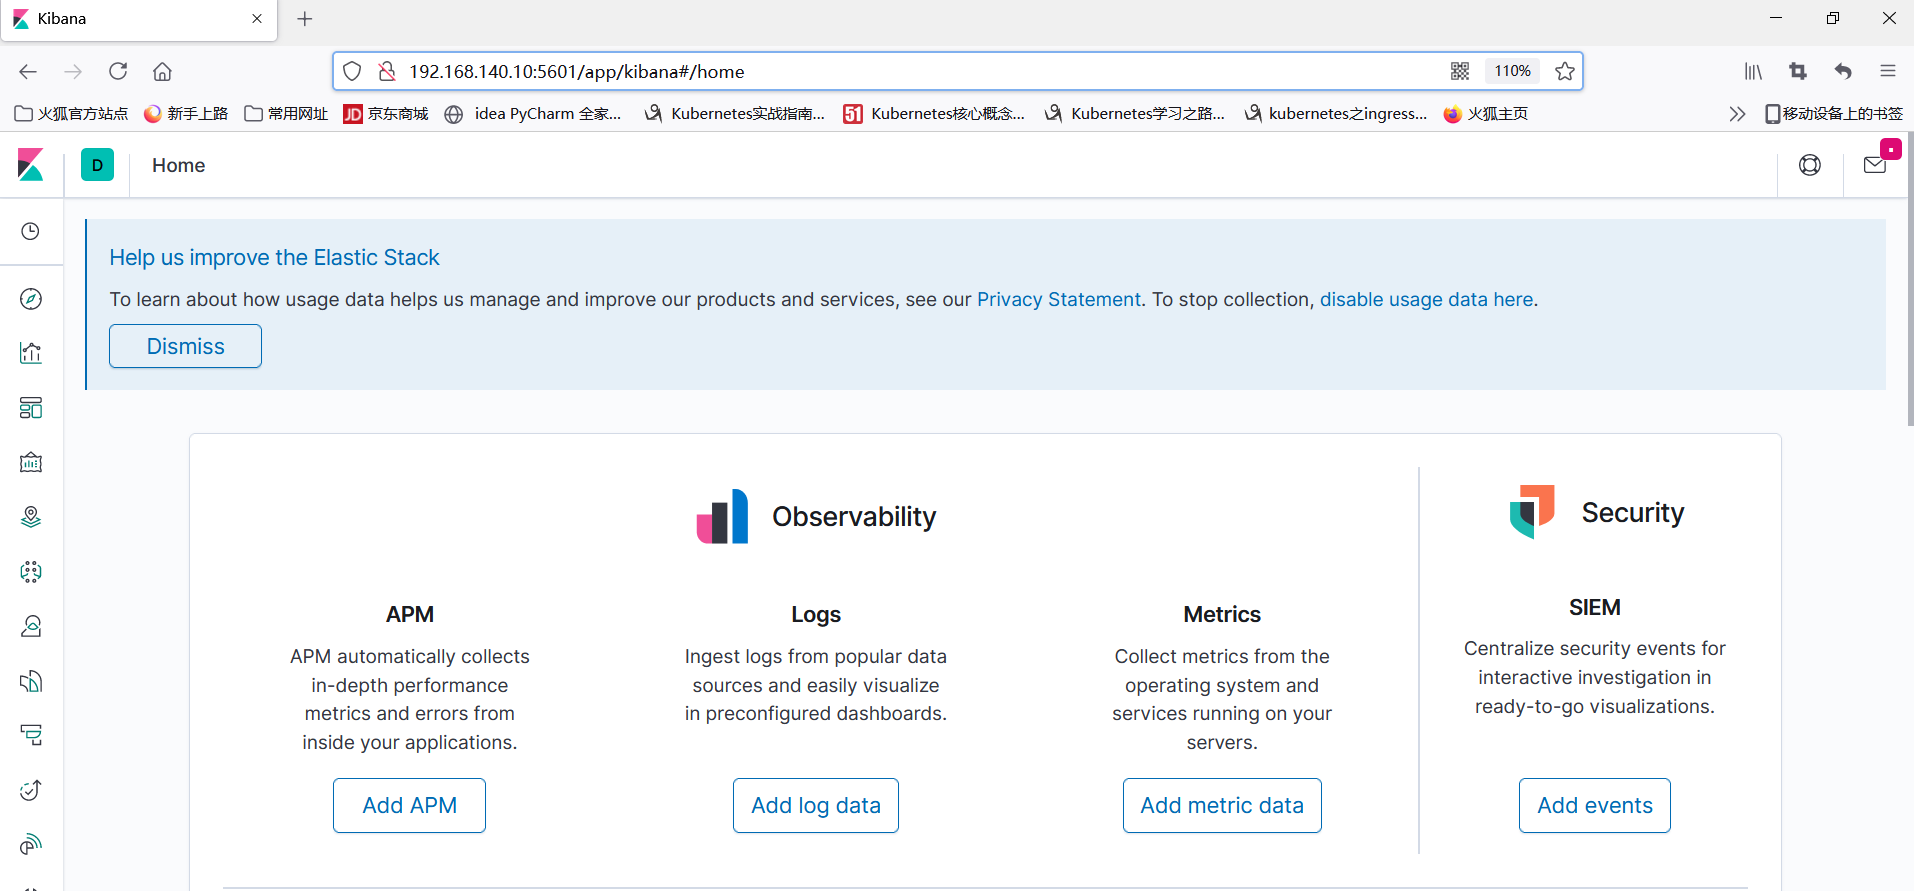 Kibana
192.168.140.10:5601/app/kibana#/home
110%
火狐官方站点 新手上路 常用网址 JD 京东商城 idea PyCharm 全家... Kubernetes实战指南... 51 Kubernetes核心概念... Kubernetes学习之路... kubernetes之ingress... 火狐主页 移动设备上的书签
D Home
Help us improve the Elastic Stack
To learn about how usage data helps us manage and improve our products and services, see our Privacy Statement. To stop collection, disable usage data here.
Dismiss
Observability
APM
APM automatically collects
in-depth performance
metrics and errors from
inside your applications.
Add APM
Logs
Ingest logs from popular data
sources and easily visualize
in preconfigured dashboards.
Add log data
Metrics
Collect metrics from the
operating system and
services running on your
servers.
Add metric data
Security
SIEM
Centralize security events for
interactive investigation in
ready-to-go visualizations.
Add events